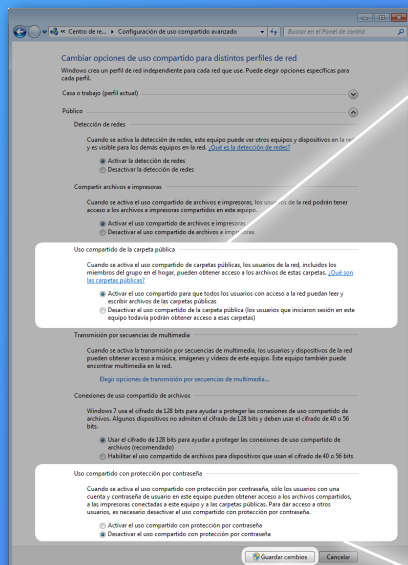 « Centro de re... ▸ Configuración de uso compartido avanzado
Buscar en el Panel de control
Cambiar opciones de uso compartido para distintos perfiles de red
Windows crea un perfil de red independiente para cada red que use. Puede elegir opciones específicas para
cada perfil.
Casa o trabajo (perfil actual)
Público
Detección de redes
Cuando se activa la detección de redes, este equipo puede ver otros equipos y dispositivos en la red
y es visible para los demás equipos en la red. ¿Qué es la detección de redes?
Activar la detección de redes
Desactivar la detección de redes
Compartir archivos e impresoras
Cuando se activa el uso compartido de archivos e impresoras, los usuarios de la red podrán tener
acceso a los archivos e impresoras compartidos en este equipo.
Activar el uso compartido de archivos e impresoras
Desactivar el uso compartido de archivos e impresoras
Uso compartido de la carpeta pública
Cuando se activa el uso compartido de carpetas públicas, los usuarios de la red, incluidos los
miembros del grupo en el hogar, pueden obtener acceso a los archivos de estas carpetas. ¿Qué son
las carpetas públicas?
Activar el uso compartido para que todos los usuarios con acceso a la red puedan leer y
escribir archivos de las carpetas públicas
Desactivar el uso compartido de la carpeta pública (los usuarios que iniciaron sesión en este
equipo todavía podrán obtener acceso a esas carpetas)
Transmisión por secuencias de multimedia
Cuando se activa la transmisión por secuencias de multimedia, los usuarios y dispositivos de la red
pueden obtener acceso a música, imágenes y vídeos de este equipo. Este equipo también puede
encontrar multimedia en la red.
Elegir opciones de transmisión por secuencias de multimedia...
Conexiones de uso compartido de archivos
Windows 7 usa el cifrado de 128 bits para ayudar a proteger las conexiones de uso compartido de
archivos. Algunos dispositivos no admiten el cifrado de 128 bits y deben usar el cifrado de 40 o 56
bits.
Usar el cifrado de 128 bits para ayudar a proteger las conexiones de uso compartido de
archivos (recomendado)
Habilitar el uso compartido de archivos para dispositivos que usan el cifrado de 40 o 56 bits
Uso compartido con protección por contraseña
Cuando se activa el uso compartido con protección por contraseña, sólo los usuarios con una
cuenta y contraseña de usuario en este equipo pueden obtener acceso a los archivos compartidos,
a las impresoras conectadas a este equipo y a las carpetas públicas. Para dar acceso a otros
usuarios, es necesario desactivar el uso compartido con protección por contraseña.
Activar el uso compartido con protección por contraseña
Desactivar el uso compartido con protección por contraseña
Guardar cambios
Cancelar